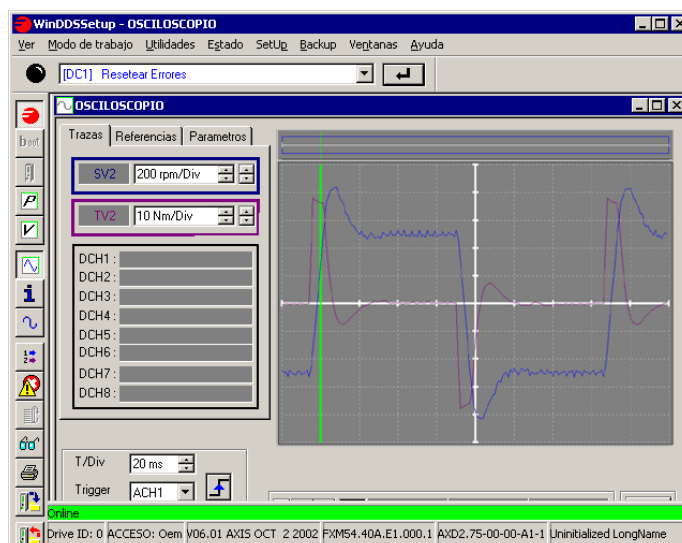 WinDDSSetup - OSCILOSCOPIO
Ver Modo de trabajo Utilidades Estado SetUp Backup Ventanas Ayuda
[DC1] Resetear Errores
OSCILOSCOPIO
boot
Trazas Referencias Parametros
SV2 200 rpm/Div
P
TV2 10 Nm/Div
V
DCH1 :
DCH2 :
DCH3 :
DCH4 :
DCH5 :
DCH6 :
DCH7 :
DCH8 :
i
1
2
T/Div 20 ms
Trigger ACH1
Online
Drive ID: 0 ACCESO: Oem V06.01 AXIS OCT 2 2002 FXM54.40A.E1.000.1 AXD2.75-00-00-A1-1 Uninitialized LongName